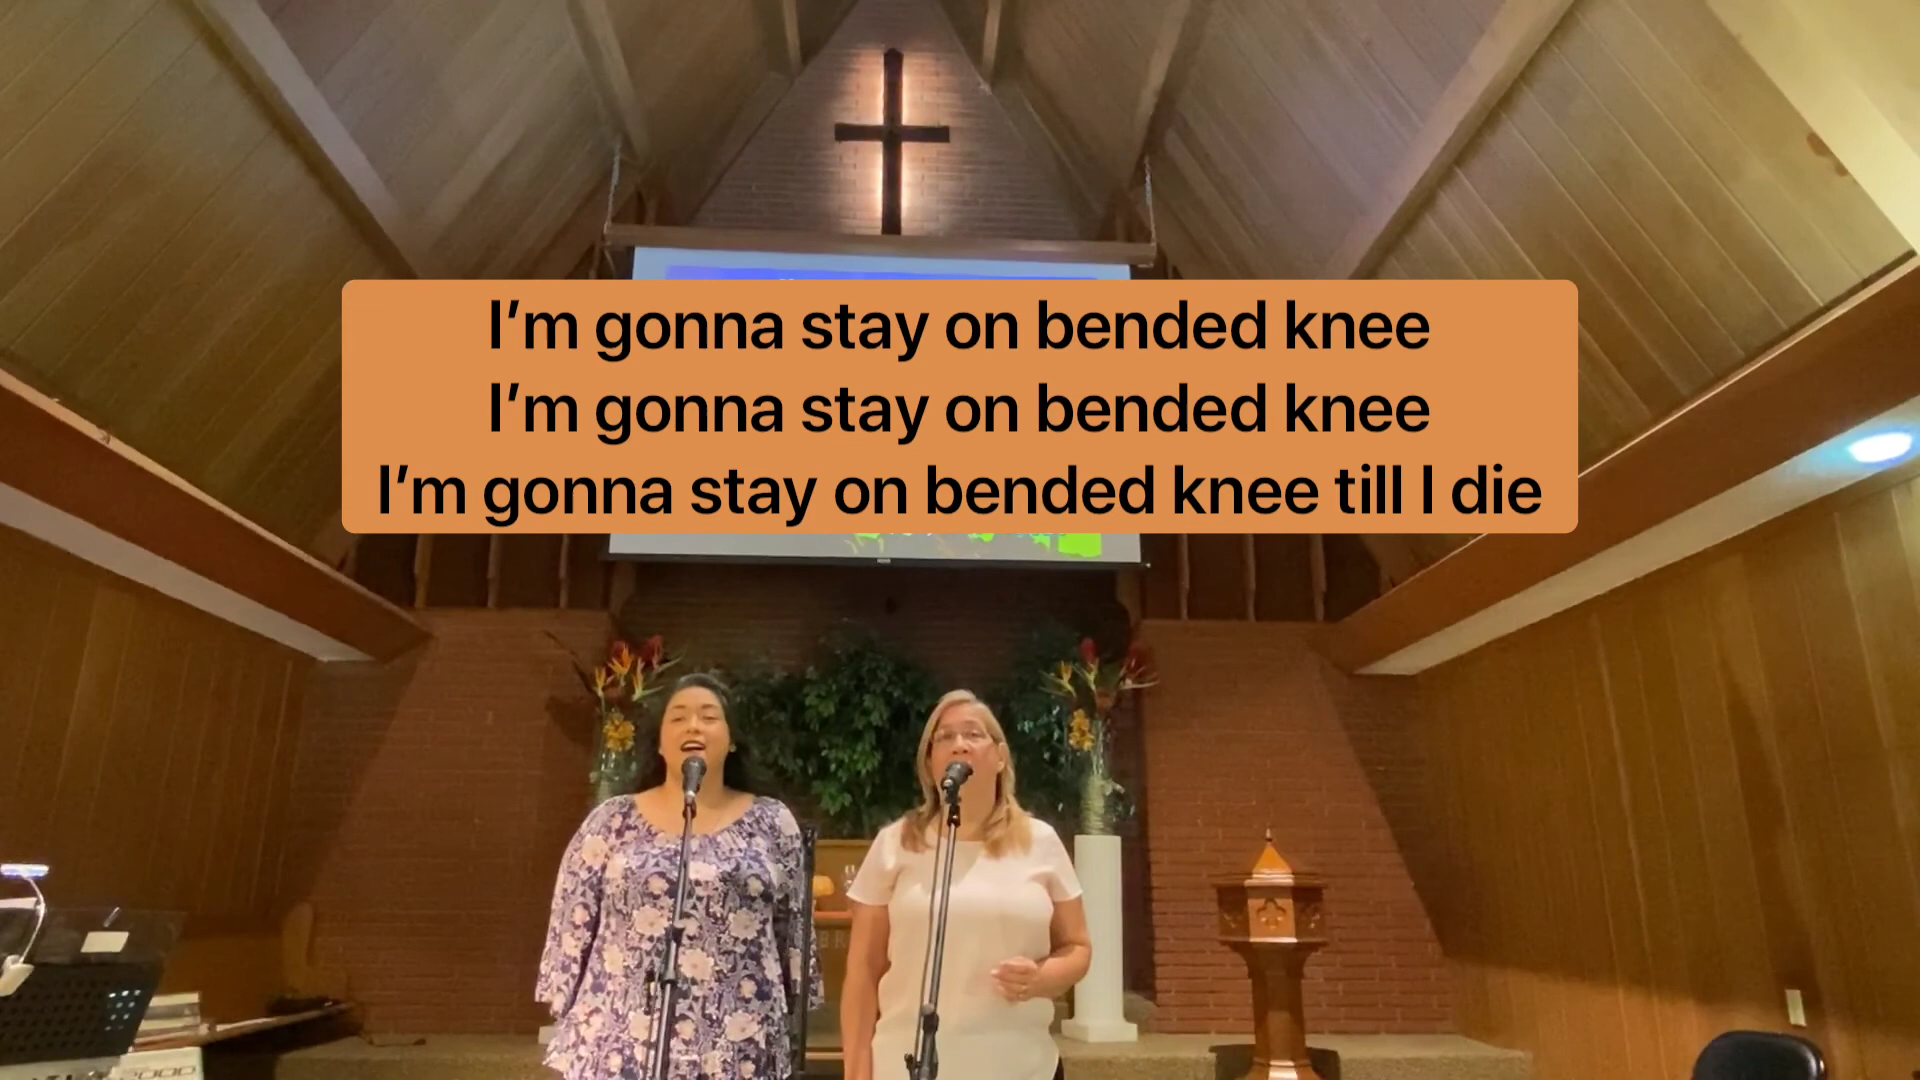 I’m gonna stay on bended knee
I’m gonna stay on bended knee
I’m gonna stay on bended knee till I die